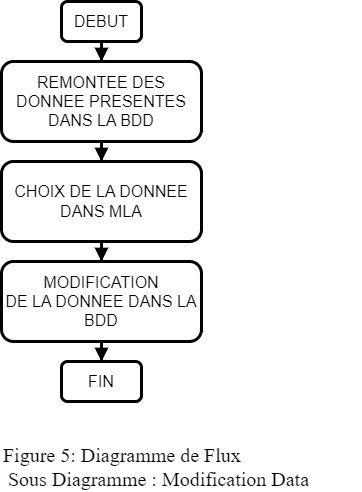 DEBUT
REMONTEE DES
DONNEE PRESENTES
DANS LA BDD
CHOIX DE LA DONNEE
DANS MLA
MODIFICATION
DE LA DONNEE DANS LA
BDD
FIN
Figure 5: Diagramme de Flux
Sous Diagramme : Modification Data